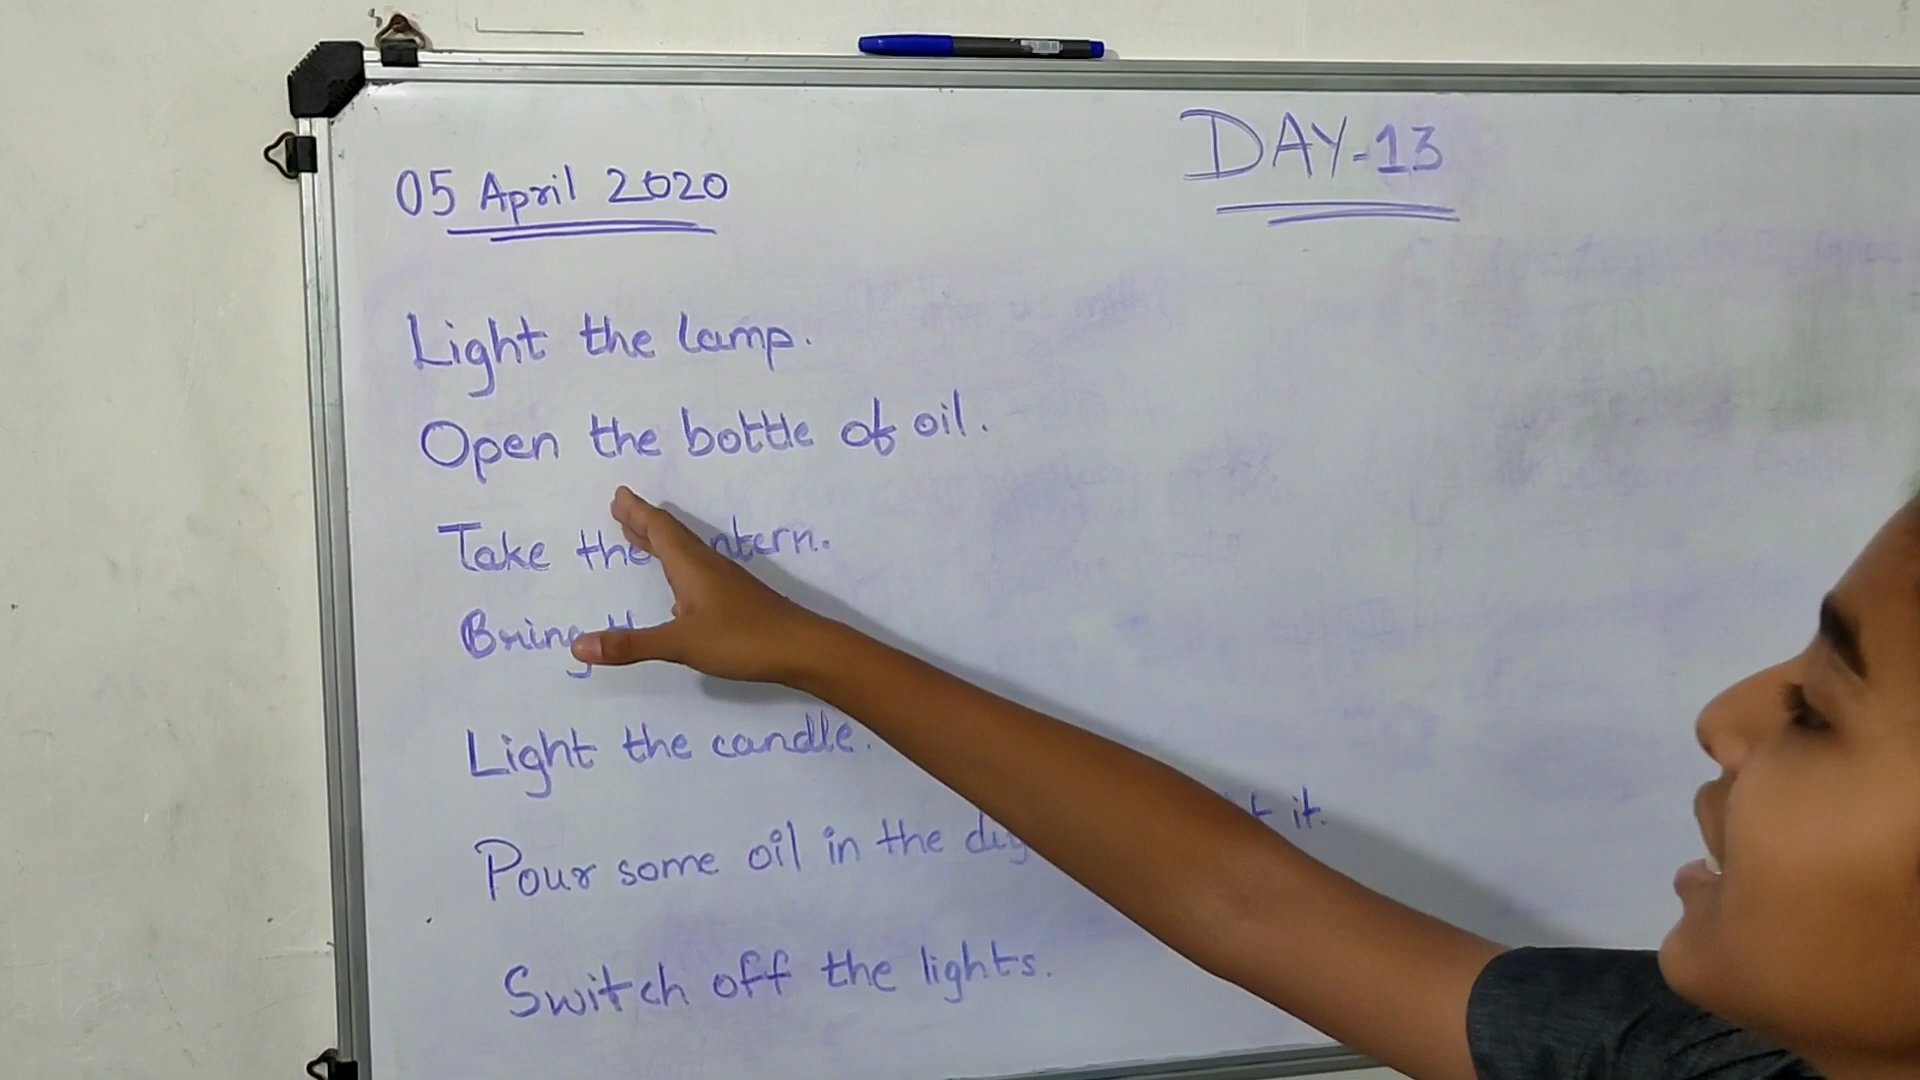 DAY-13
05 April 2020
Light the lamp.
Open the bottle of oil.
Take the
Bring
Light the candle.
Pour some oil in the it.
Switch off the lights.